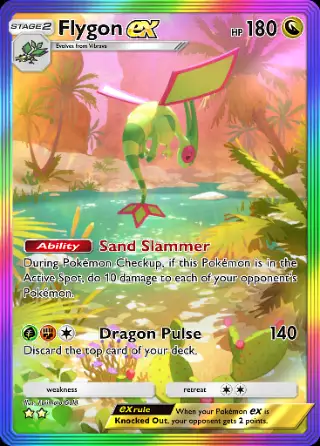 STAGE 2 Flygon ex HP 180
Evolves from Vibrava
Ability Sand Slammer
During Pokémon Checkup, if this Pokémon is in the
Active Spot, do 10 damage to each of your opponent's
Pokémon.
Dragon Pulse 140
Discard the top card of your deck.
weakness retreat
ex rule When your Pokémon ex is
Knocked Out, your opponent gets 2 points.